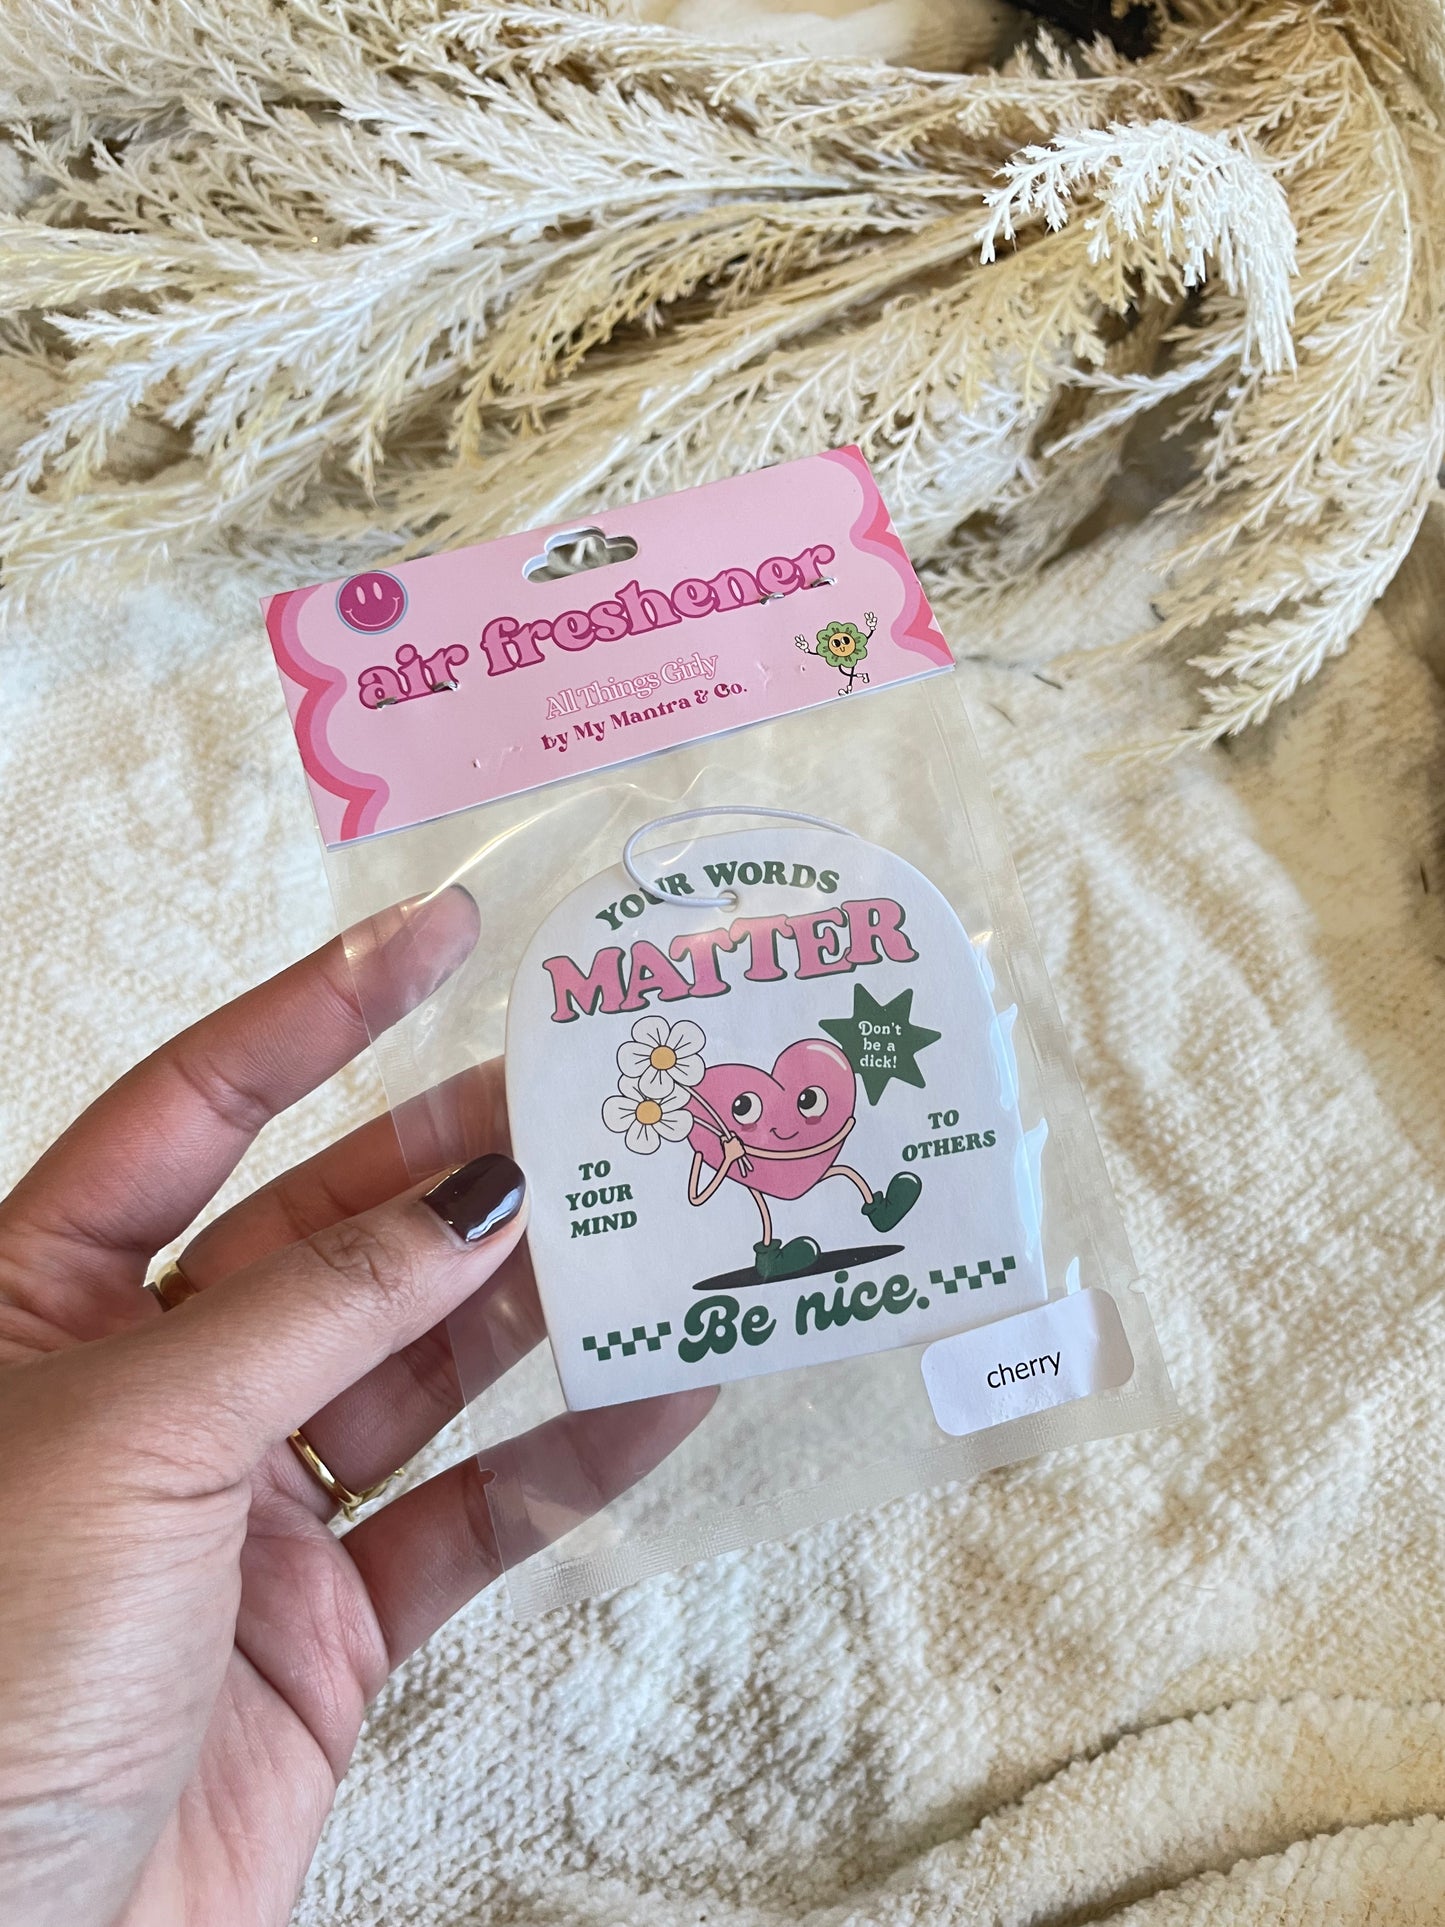 air freshener
All Things Girly
by My Mantra & Co.
YOUR WORDS
MATTER
Don't
be a
dick!
TO
YOUR
MIND
TO
OTHERS
Be nice.
cherry